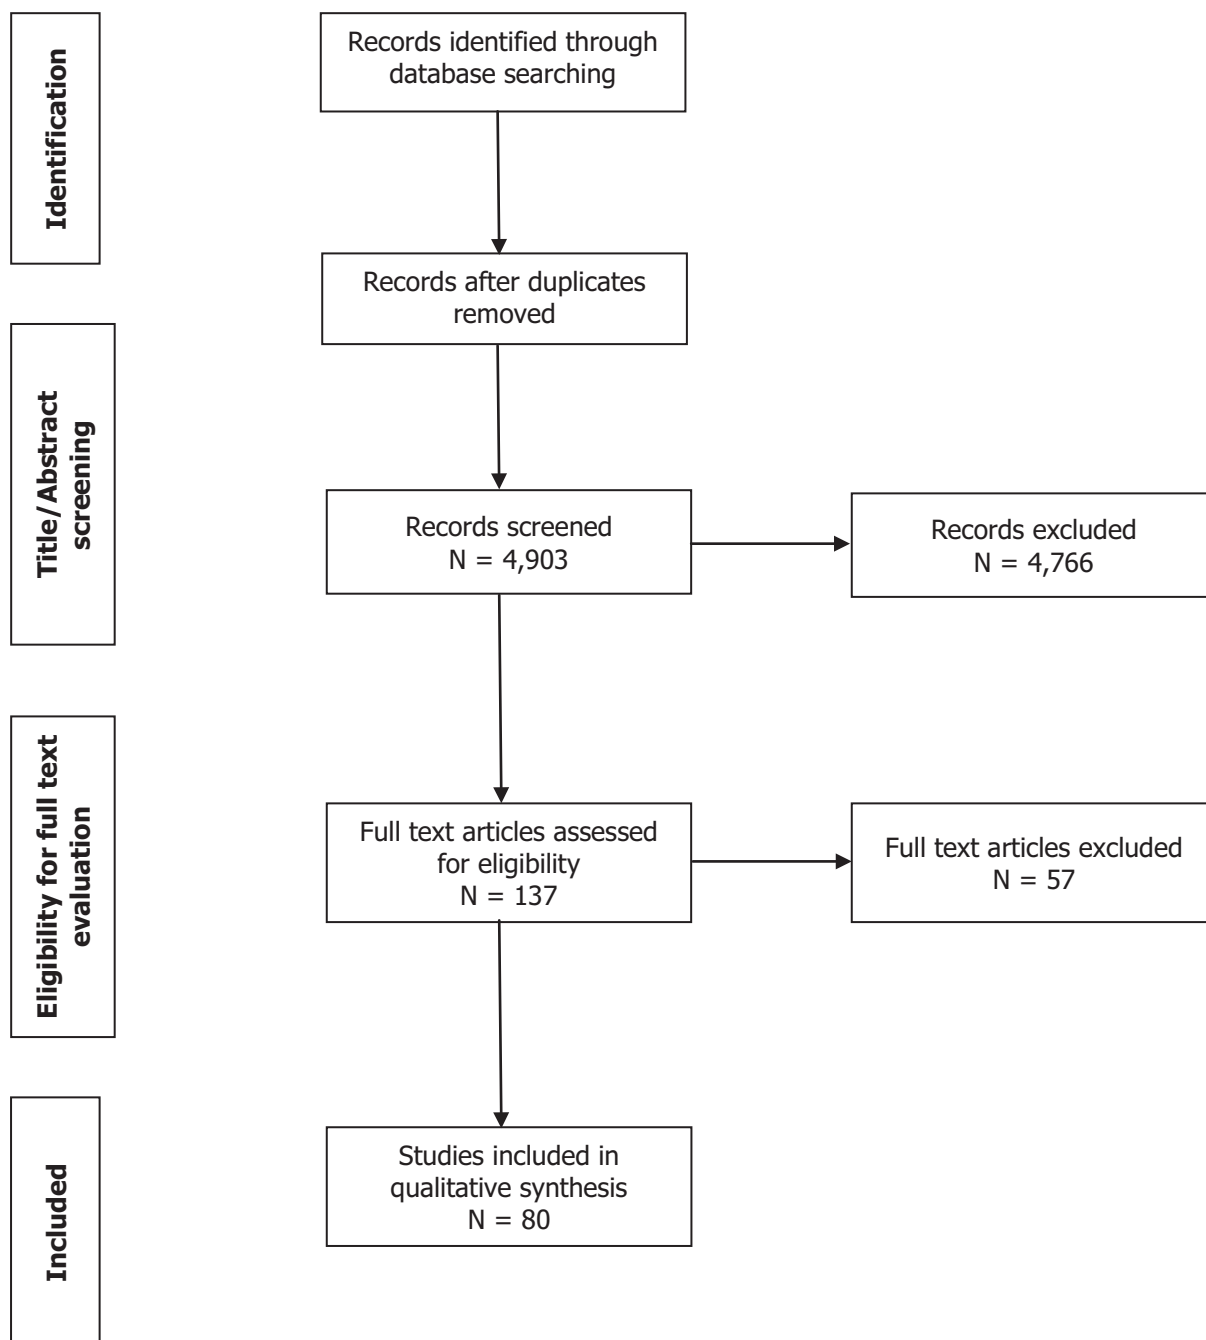 Identification
Records identified through
database searching
Records after duplicates
removed
Title/Abstract
screening
Records screened
N = 4,903
Records excluded
N = 4,766
Eligibility for full text
evaluation
Full text articles assessed
for eligibility
N = 137
Full text articles excluded
N = 57
Included
Studies included in
qualitative synthesis
N = 80